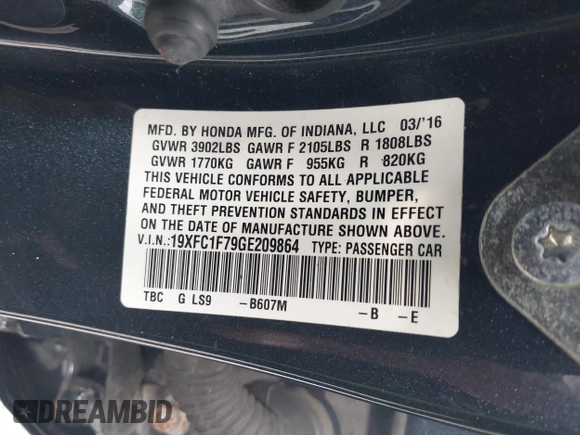 MFD. BY HONDA MFG. OF INDIANA, LLC 03/'16
GVWR 3902LBS GAWR F 2105LBS R 1808LBS
GVWR 1770KG GAWR F 955KG R 820KG
THIS VEHICLE CONFORMS TO ALL APPLICABLE
FEDERAL MOTOR VEHICLE SAFETY, BUMPER,
AND THEFT PREVENTION STANDARDS IN EFFECT
ON THE DATE OF MANUFACTURE SHOWN ABOVE.
V.I.N.:19XFC1F79GE209864 TYPE: PASSENGER CAR
TBC G LS9 -B607M -B -E
DREAMBID